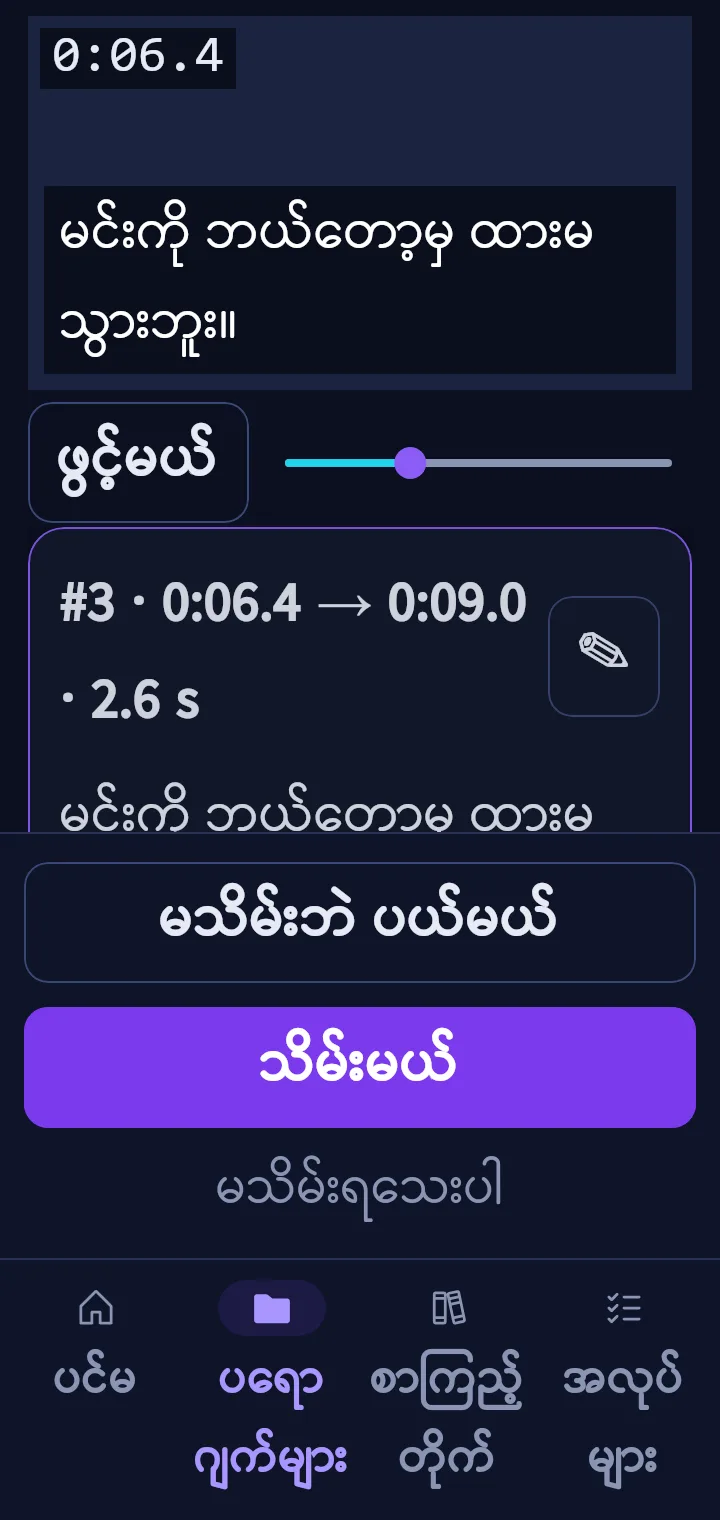 0:06.4
မင်းကို ဘယ်တော့မှ ထားမ
သွားဘူး။
ဖွင့်မယ်
#3 · 0:06.4 → 0:09.0
· 2.6 s
မင်းကို ဘယ်တော့မှ ထားမ
မသိမ်းဘဲ ပယ်မယ်
သိမ်းမယ်
မသိမ်းရသေးပါ
ပင်မ ပရော စာကြည့် အလုပ်
ဂျက်များ တိုက် များ